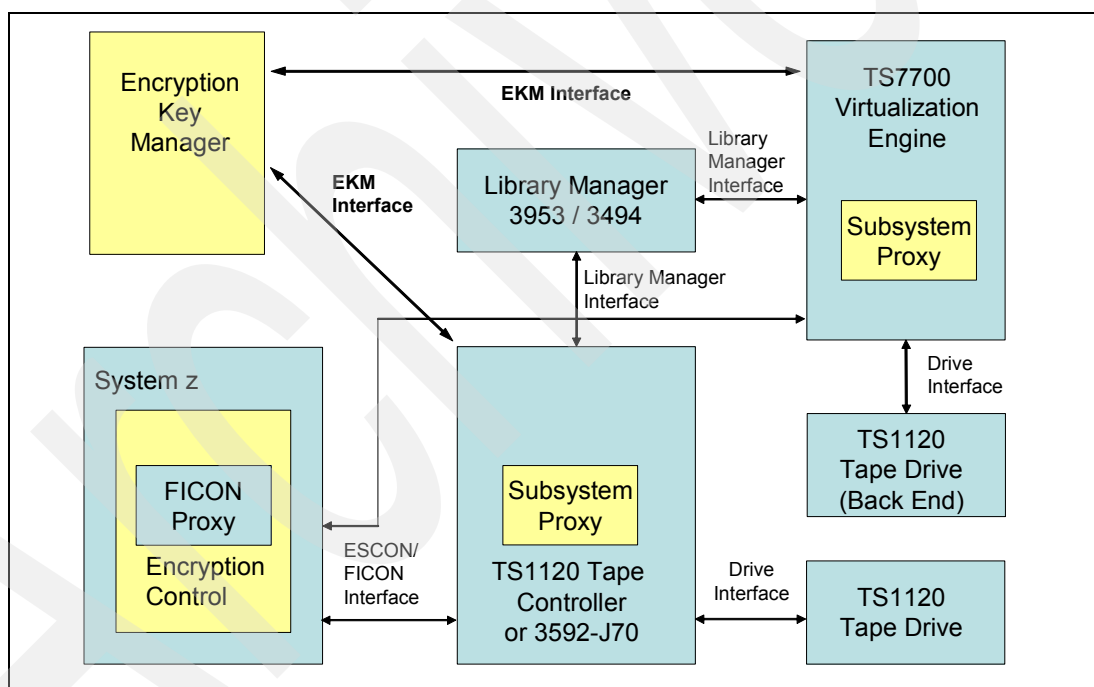 Encryption
Key
Manager
EKM Interface
TS7700
Virtualization
Engine
Subsystem
Proxy
Library
Manager
Interface
EKM
Interface
Library Manager
3953 / 3494
Library Manager
Interface
Drive
Interface
TS1120
Tape Drive
(Back End)
System z
FICON
Proxy
Encryption
Control
ESCON/
FICON
Interface
Subsystem
Proxy
TS1120 Tape
Controller
or 3592-J70
Drive
Interface
TS1120
Tape Drive